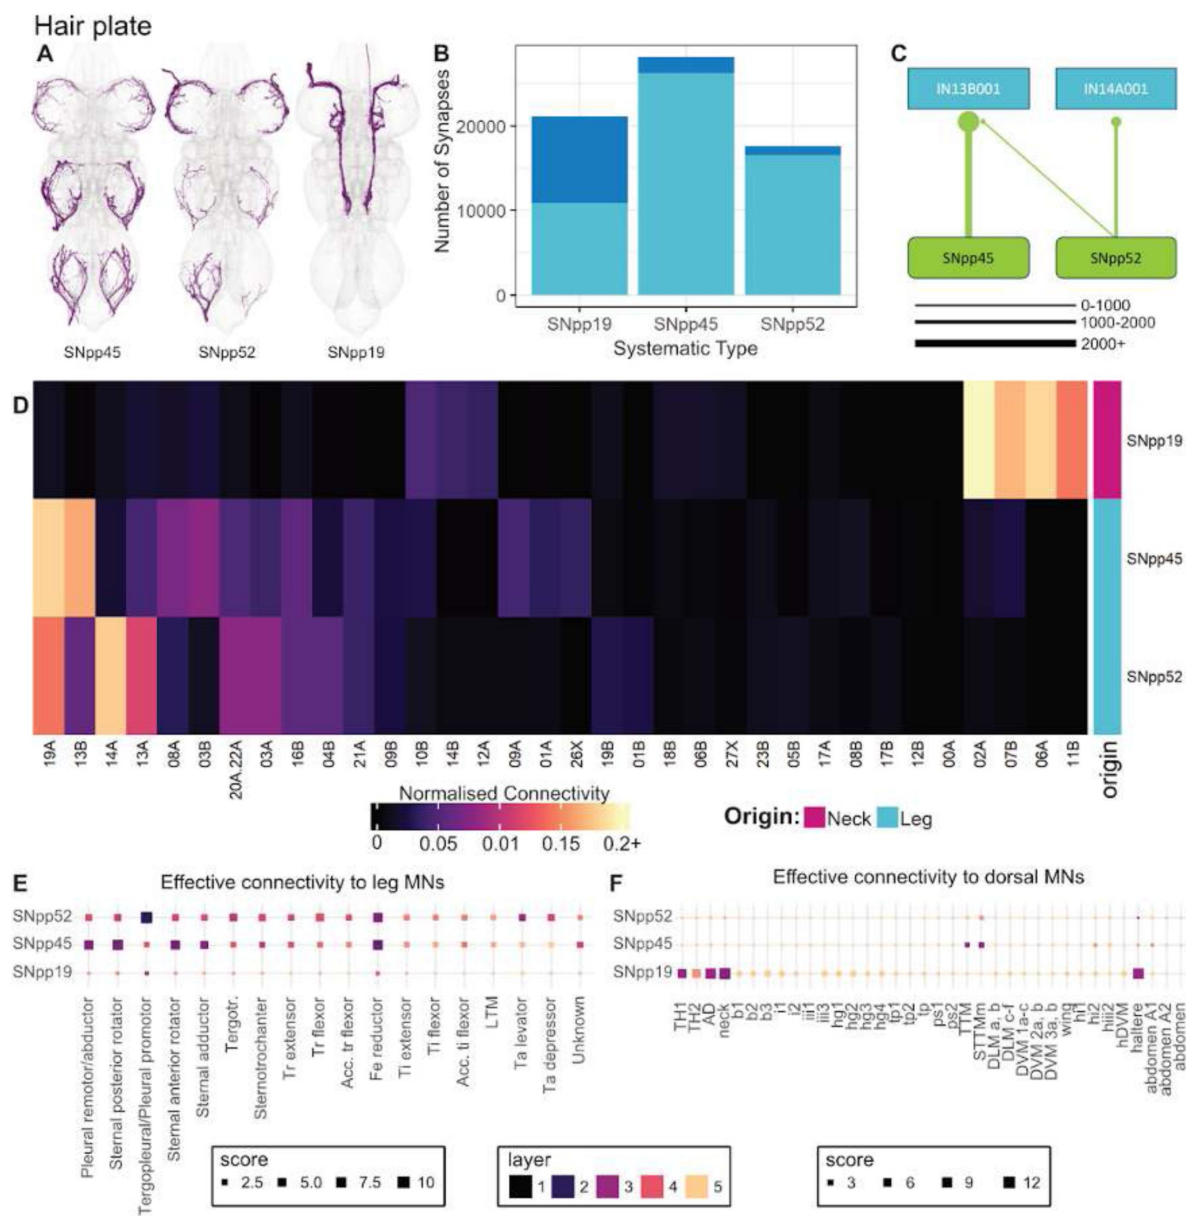 Hair plate
A
SNpp45 SNpp52 SNpp19
B
Number of Synapses
20000
10000
0
SNpp19 SNpp45 SNpp52
Systematic Type
C
IN13B001 IN14A001
SNpp45 SNpp52
0-1000
1000-2000
2000+
D
SNpp19
SNpp45
SNpp52
19A 13B 14A 13A 08A 03B 20A.22A 03A 16B 04B 21A 09B 10B 14B 12A 09A 01A 26X 19B 01B 18B 06B 27X 23B 05B 17A 08B 17B 12B 00A 02A 07B 06A 11B origin
Normalised Connectivity
0 0.05 0.01 0.15 0.2+
Origin: Neck Leg
E
Effective connectivity to leg MNs
SNpp52
SNpp45
SNpp19
Pleural remotor/abductor
Sternal posterior rotator
Tergopleural/Pleural promotor
Sternal anterior rotator
Sternal adductor
Tergotr.
Sternotrochanter
Tr extensor
Tr flexor
Acc. tr flexor
Fe reductor
Ti extensor
Ti flexor
Acc. ti flexor
LTM
Ta levator
Ta depressor
Unknown
F
Effective connectivity to dorsal MNs
SNpp52
SNpp45
SNpp19
TH1
TH2
AD
neck
b1
b2
b3
i1
i2
iii1
iii3
hg1
hg2
hg3
hg4
tp1
tp2
tp
ps1
ps2
TTM
STTMm
DLM a, b
DLM c-f
DVM 1a-c
DVM 2a, b
DVM 3a, b
wing
hi1
hi2
hiii2
hDVM
haltere
abdomen A1
abdomen A2
abdomen
score
2.5 5.0 7.5 10
layer
1 2 3 4 5
score
3 6 9 12